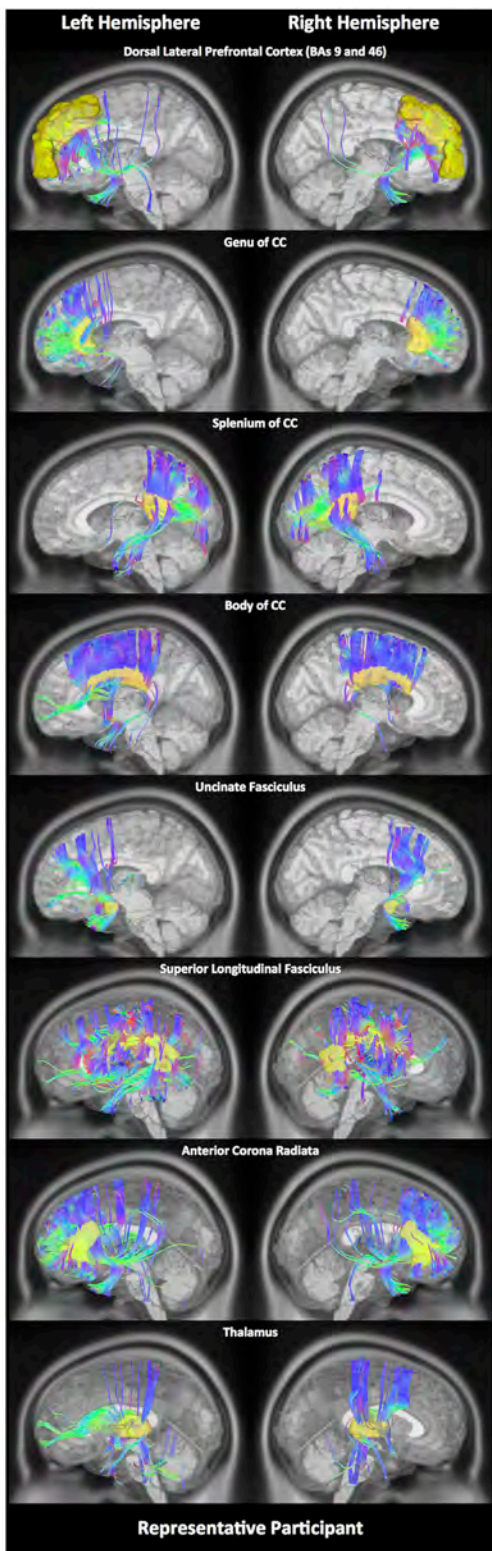 Left Hemisphere Right Hemisphere
Dorsal Lateral Prefrontal Cortex (BAs 9 and 46)
Genu of CC
Splenium of CC
Body of CC
Uncinate Fasciculus
Superior Longitudinal Fasciculus
Anterior Corona Radiata
Thalamus
Representative Participant